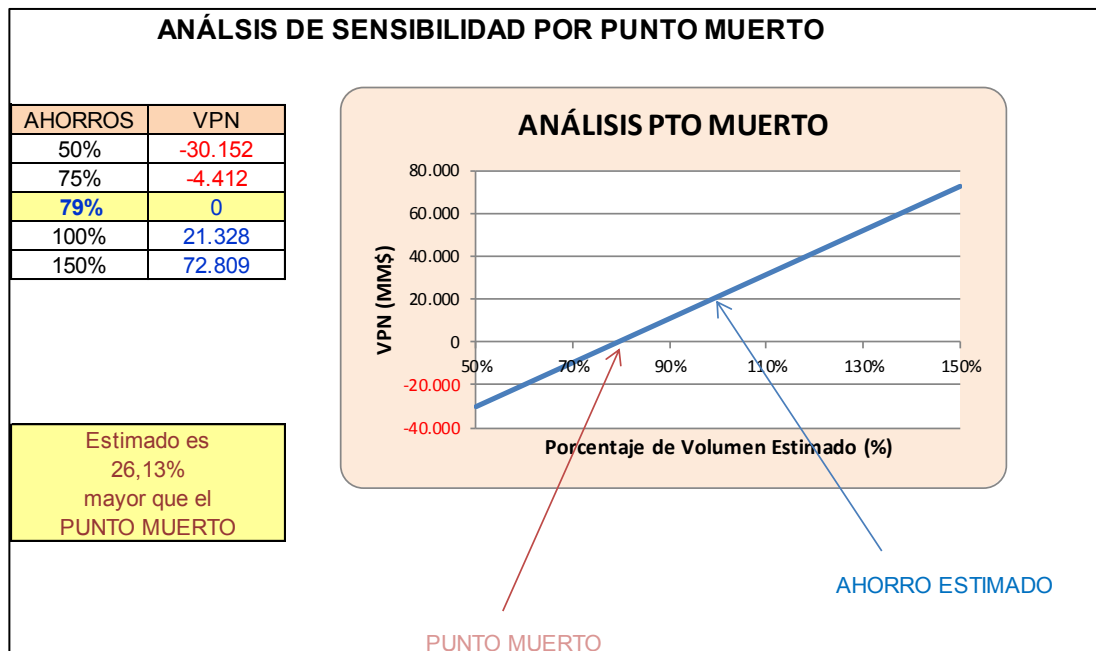 ANÁLSIS DE SENSIBILIDAD POR PUNTO MUERTO
AHORROS VPN
50% -30.152
75% -4.412
79% 0
100% 21.328
150% 72.809
Estimado es
26,13%
mayor que el
PUNTO MUERTO
ANÁLISIS PTO MUERTO
VPN (MM$)
80.000
60.000
40.000
20.000
0
-20.000
-40.000
50% 70% 90% 110% 130% 150%
Porcentaje de Volumen Estimado (%)
AHORRO ESTIMADO
PUNTO MUERTO